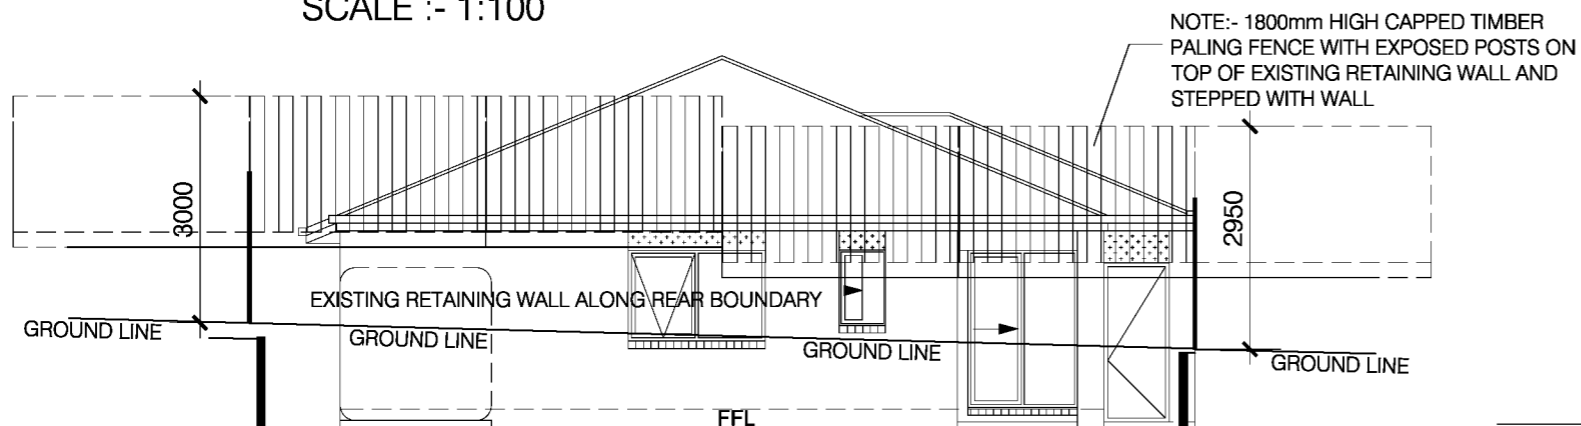 SCALE :- 1:100
NOTE:- 1800mm HIGH CAPPED TIMBER
PALING FENCE WITH EXPOSED POSTS ON
TOP OF EXISTING RETAINING WALL AND
STEPPED WITH WALL
3000
2950
EXISTING RETAINING WALL ALONG REAR BOUNDARY
GROUND LINE
GROUND LINE
GROUND LINE
GROUND LINE
FFL